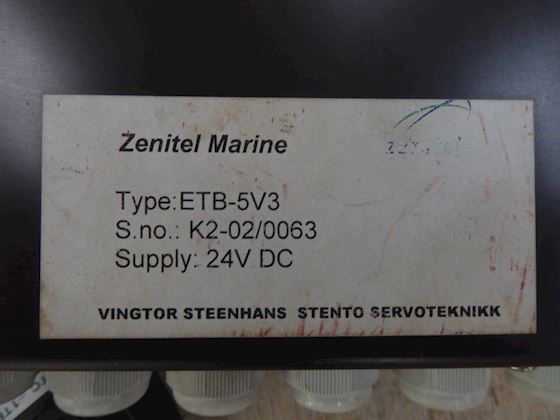 Zenitel Marine
Type:ETB-5V3
S.no.: K2-02/0063
Supply: 24V DC
VINGTOR STEENHANS STENTO SERVOTEKNIKK